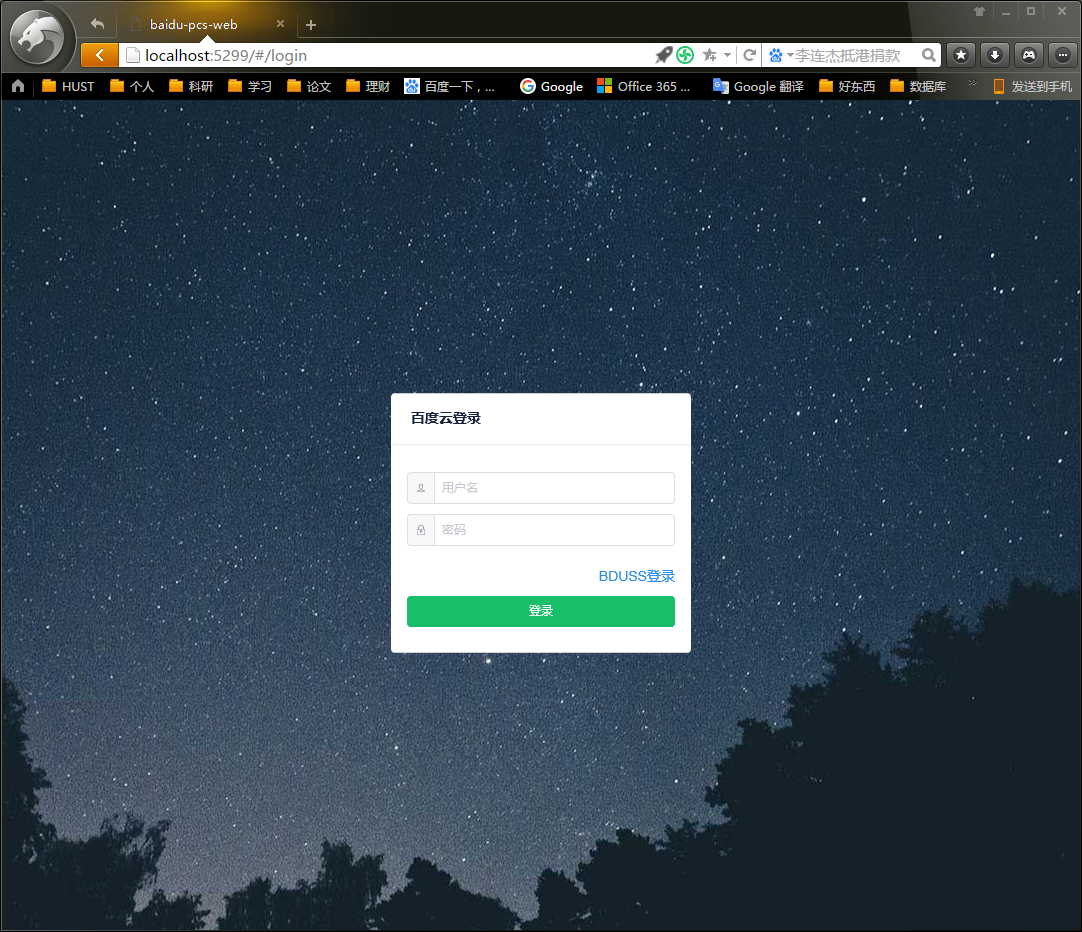 baidu-pcs-web
localhost:5299/#/login
李连杰抵港捐款
HUST 个人 科研 学习 论文 理财 百度一下，... Google Office 365 ... Google 翻译 好东西 数据库 发送到手机
百度云登录
用户名
密码
BDUSS登录
登录